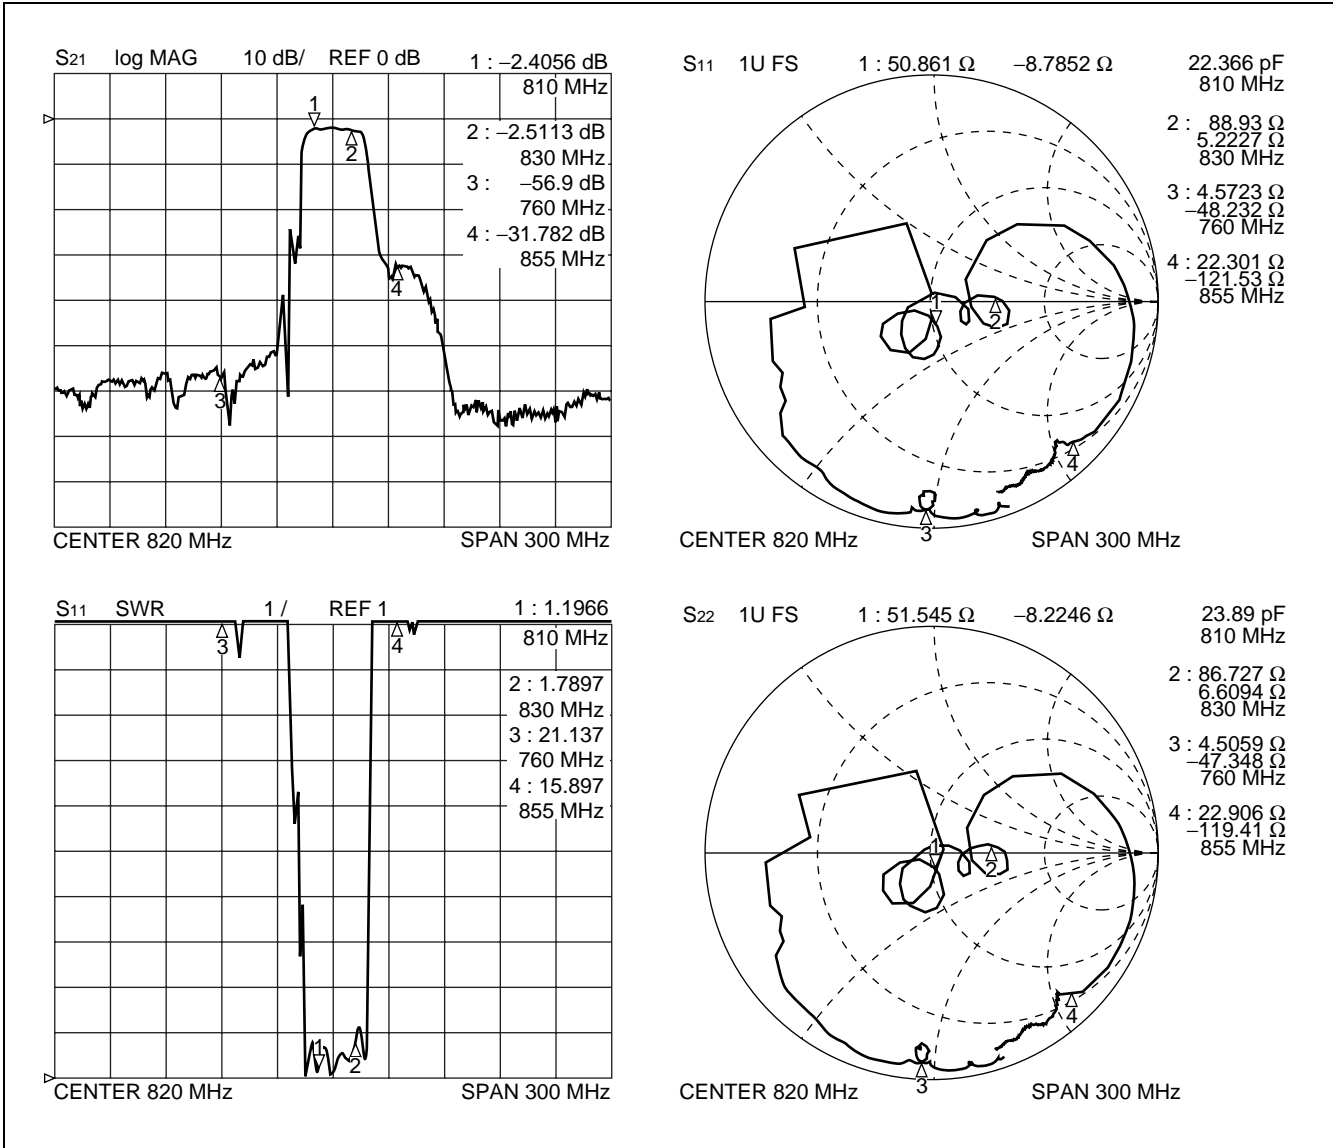 S21 log MAG 10 dB/ REF 0 dB 1 : –2.4056 dB
810 MHz
1
2 : –2.5113 dB
830 MHz
2
3 : –56.9 dB
760 MHz
4 : –31.782 dB
855 MHz
4
3
CENTER 820 MHz SPAN 300 MHz
S11 1U FS 1 : 50.861 Ω –8.7852 Ω 22.366 pF
810 MHz
2 : 88.93 Ω
5.2227 Ω
830 MHz
3 : 4.5723 Ω
–48.232 Ω
760 MHz
4 : 22.301 Ω
–121.53 Ω
855 MHz
1
2
4
3
CENTER 820 MHz SPAN 300 MHz
S11 SWR 1 / REF 1 1 : 1.1966
810 MHz
3
4
2 : 1.7897
830 MHz
3 : 21.137
760 MHz
4 : 15.897
855 MHz
1
2
CENTER 820 MHz SPAN 300 MHz
S22 1U FS 1 : 51.545 Ω –8.2246 Ω 23.89 pF
810 MHz
2 : 86.727 Ω
6.6094 Ω
830 MHz
3 : 4.5059 Ω
–47.348 Ω
760 MHz
4 : 22.906 Ω
–119.41 Ω
855 MHz
1
2
4
3
CENTER 820 MHz SPAN 300 MHz